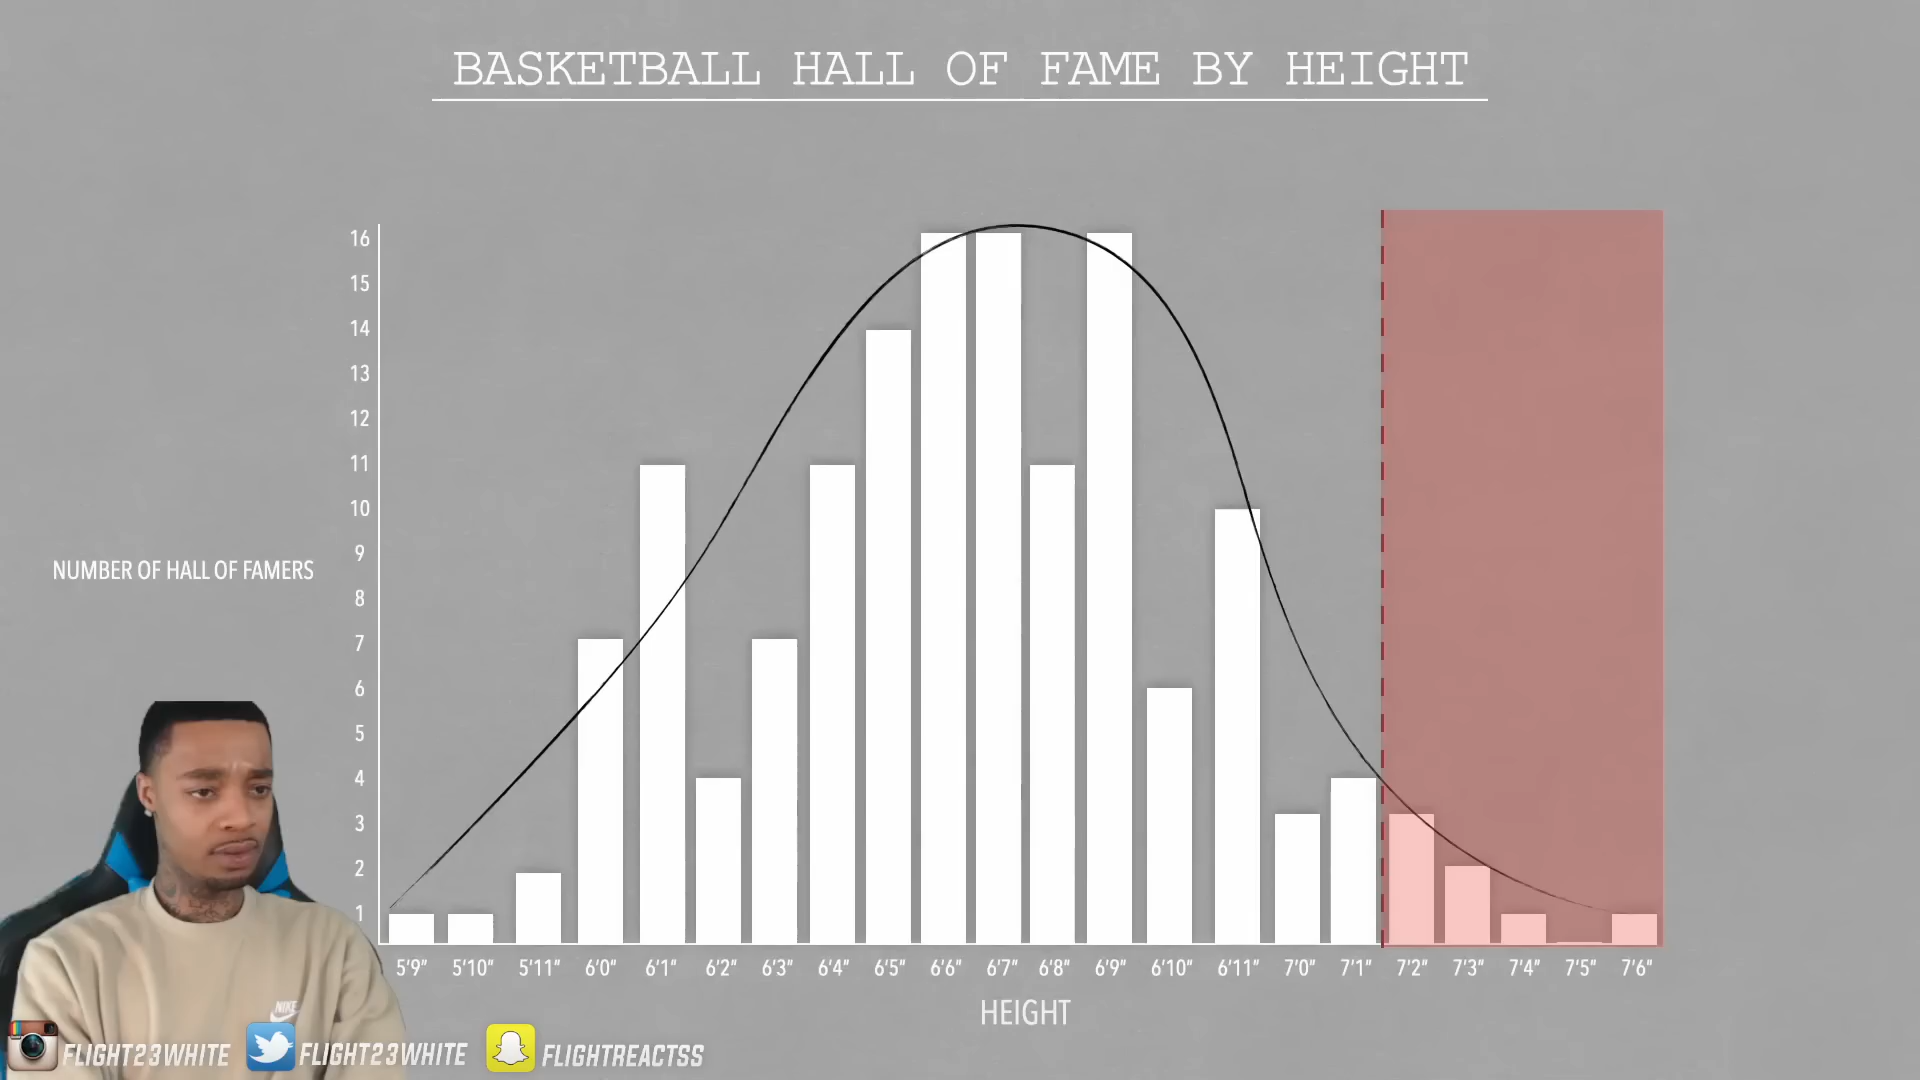 BASKETBALL HALL OF FAME BY HEIGHT
16
15
14
13
12
11
10
9
NUMBER OF HALL OF FAMERS
8
7
6
5
4
3
2
1
5'9" 5'10" 5'11" 6'0" 6'1" 6'2" 6'3" 6'4" 6'5" 6'6" 6'7" 6'8" 6'9" 6'10" 6'11" 7'0" 7'1" 7'2" 7'3" 7'4" 7'5" 7'6"
HEIGHT
NIKE
FLIGHT23WHITE FLIGHT23WHITE FLIGHTREACTSS